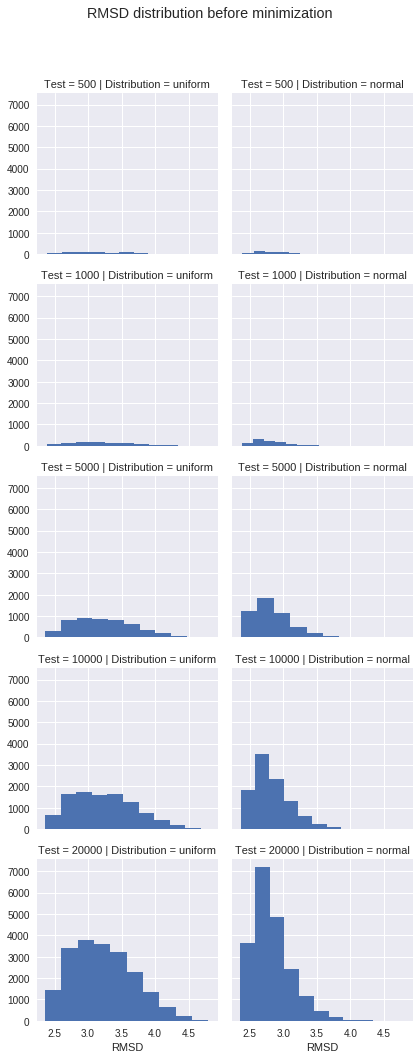 RMSD distribution before minimization
Test = 500 | Distribution = uniform
Test = 500 | Distribution = normal
7000
6000
5000
4000
3000
2000
1000
0
Test = 1000 | Distribution = uniform
Test = 1000 | Distribution = normal
7000
6000
5000
4000
3000
2000
1000
0
Test = 5000 | Distribution = uniform
Test = 5000 | Distribution = normal
7000
6000
5000
4000
3000
2000
1000
0
Test = 10000 | Distribution = uniform
Test = 10000 | Distribution = normal
7000
6000
5000
4000
3000
2000
1000
0
Test = 20000 | Distribution = uniform
Test = 20000 | Distribution = normal
7000
6000
5000
4000
3000
2000
1000
0
2.5 3.0 3.5 4.0 4.5
2.5 3.0 3.5 4.0 4.5
RMSD
RMSD